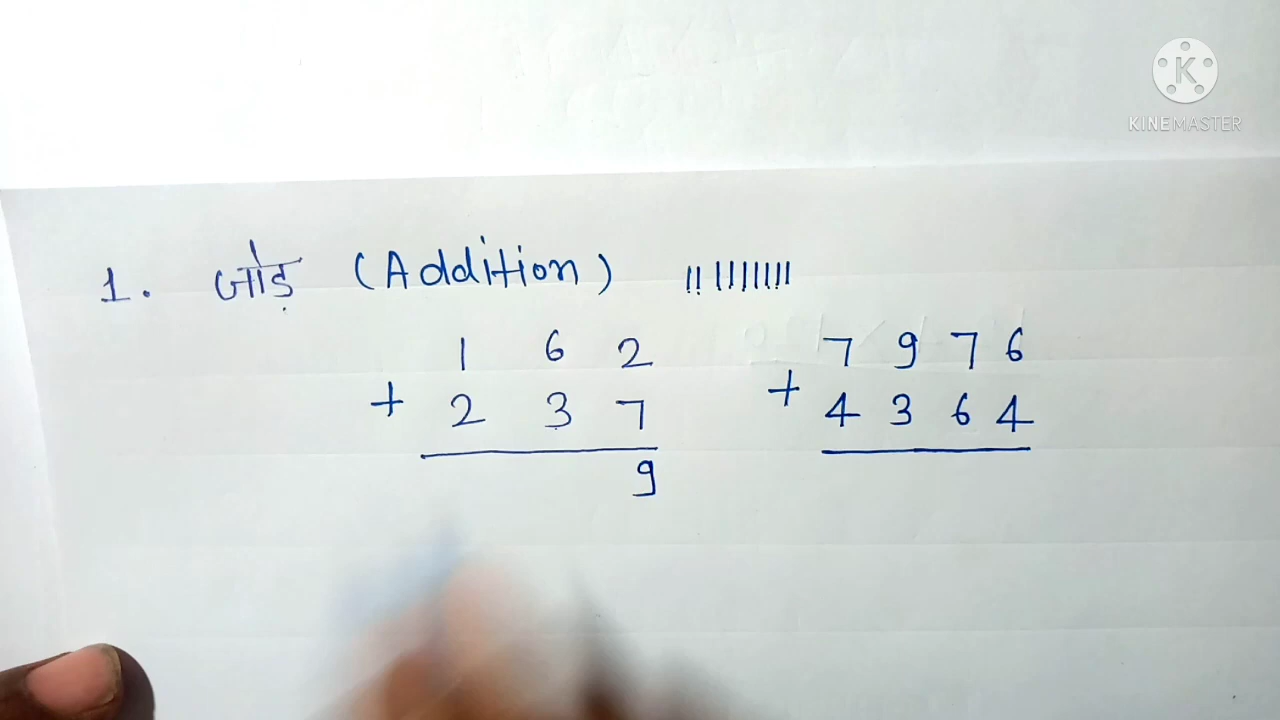 K
KINEMASTER
1. जोड़ (Addition) !! |||||||
1 6 2 7 9 7 6
+ 2 3 7 + 4 3 6 4
9